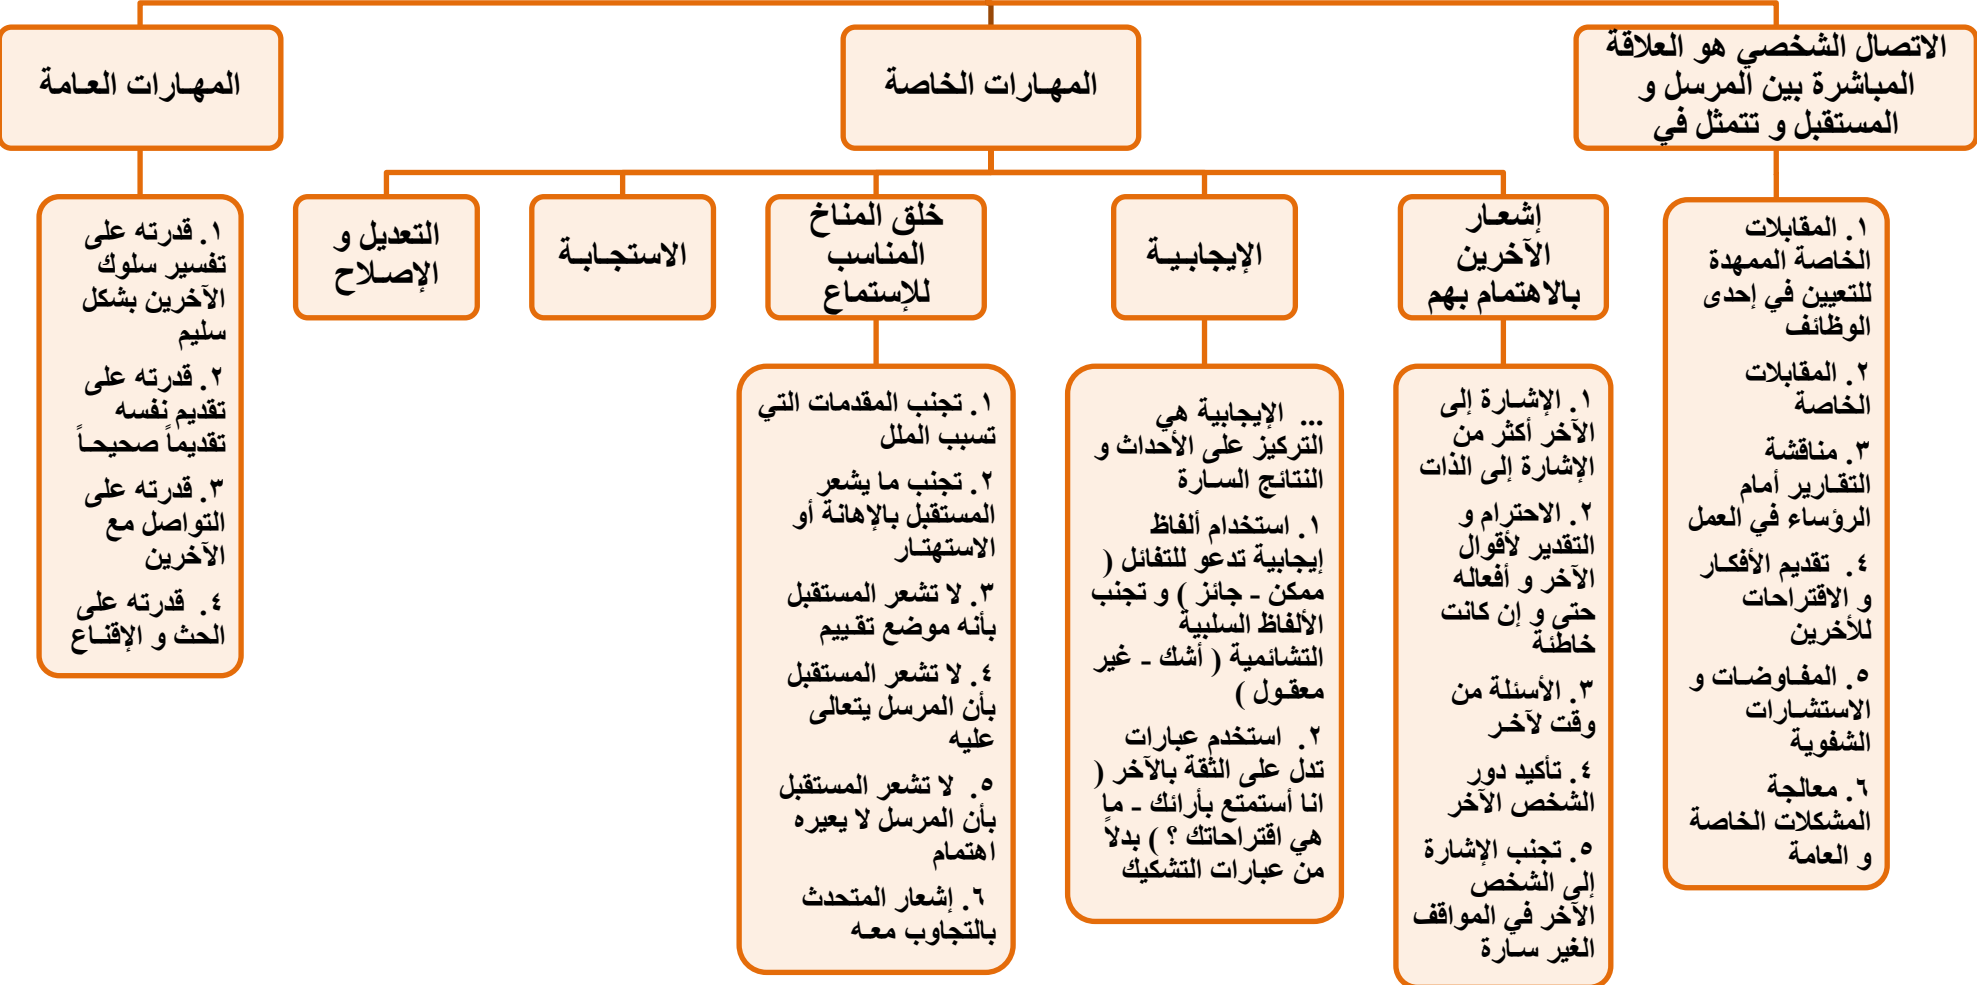 الاتصال الشخصي هو العلاقة
المباشرة بين المرسل و
المستقبل و تتمثل في
١. المقابلات
الخاصة الممهدة
للتعيين في إحدى
الوظائف
٢. المقابلات
الخاصة
٣. مناقشة
التقارير أمام
الرؤساء في العمل
٤. تقديم الأفكار
و الاقتراحات
للأخرين
٥. المفاوضات و
الاستشارات
الشفوية
٦. معالجة
المشكلات الخاصة
و العامة
المهارات الخاصة
إشعار
الآخرين
بالاهتمام بهم
١. الإشارة إلى
الآخر أكثر من
الإشارة إلى الذات
٢. الاحترام و
التقدير لأقوال
الآخر و أفعاله
حتى و إن كانت
خاطئة
٣. الأسئلة من
وقت لآخر
٤. تأكيد دور
الشخص الآخر
٥. تجنب الإشارة
إلى الشخص
الآخر في المواقف
الغير سارة
الإيجابية
... الإيجابية هي
التركيز على الأحداث و
النتائج السارة
١. استخدام ألفاظ
إيجابية تدعو للتفائل (
ممكن - جائز ) و تجنب
الألفاظ السلبية
التشائمية ( أشك - غير
معقول )
٢. استخدم عبارات
تدل على الثقة بالآخر (
انا أستمتع بأرائك - ما
هي اقتراحاتك ؟ ) بدلاً
من عبارات التشكيك
خلق المناخ
المناسب
للإستماع
١. تجنب المقدمات التي
تسبب الملل
٢. تجنب ما يشعر
المستقبل بالإهانة أو
الاستهتار
٣. لا تشعر المستقبل
بأنه موضع تقييم
٤. لا تشعر المستقبل
بأن المرسل يتعالى
عليه
٥. لا تشعر المستقبل
بأن المرسل لا يعيره
اهتمام
٦. إشعار المتحدث
بالتجاوب معه
الاستجابة
التعديل و
الإصلاح
المهارات العامة
١. قدرته على
تفسير سلوك
الآخرين بشكل
سليم
٢. قدرته على
تقديم نفسه
تقديماً صحيحاً
٣. قدرته على
التواصل مع
الآخرين
٤. قدرته على
الحث و الإقناع